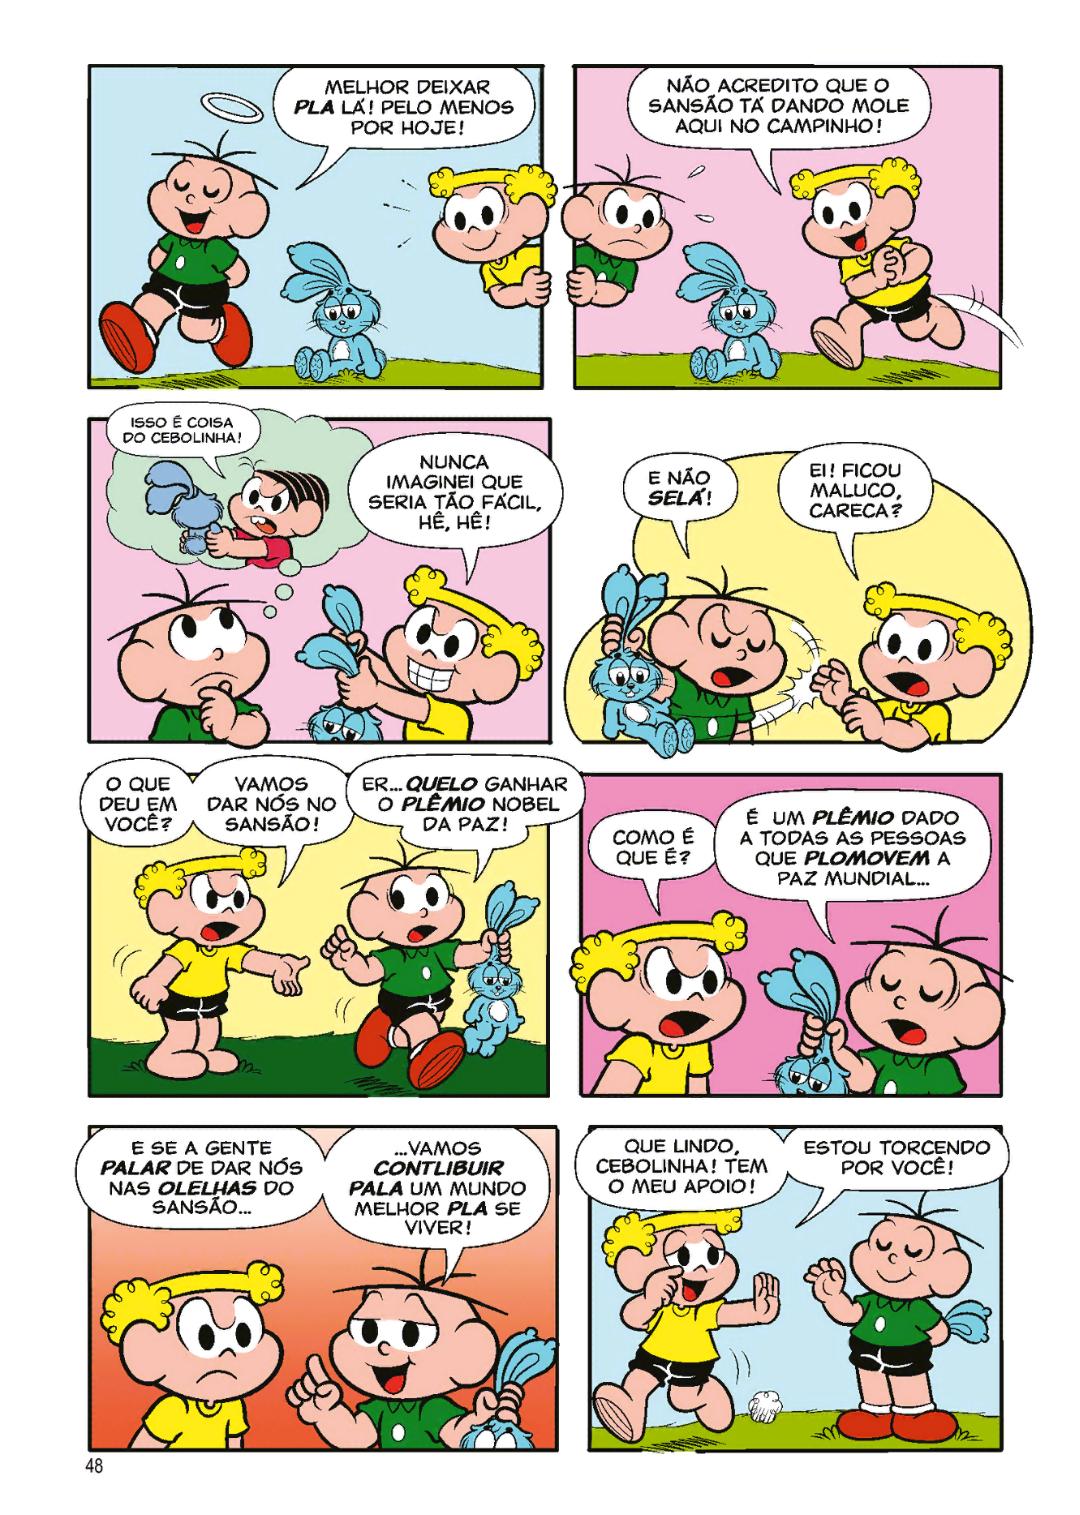 MELHOR DEIXAR
PLA LÁ! PELO MENOS
POR HOJE!
NÃO ACREDITO QUE O
SANSÃO TÁ DANDO MOLE
AQUI NO CAMPINHO!
ISSO É COISA
DO CEBOLINHA!
NUNCA
IMAGINEI QUE
SERIA TÃO FÁCIL,
HÊ, HÊ!
E NÃO
SELÁ!
EI! FICOU
MALUCO,
CARECA?
O QUE
DEU EM
VOCÊ?
VAMOS
DAR NÓS NO
SANSÃO!
ER... QUELO GANHAR
O PLÊMIO NOBEL
DA PAZ!
COMO É
QUE É?
É UM PLÊMIO DADO
A TODAS AS PESSOAS
QUE PLOMOVEM A
PAZ MUNDIAL...
E SE A GENTE
PALAR DE DAR NÓS
NAS OLELHAS DO
SANSÃO...
...VAMOS
CONTLIBUIR
PALA UM MUNDO
MELHOR PLA SE
VIVER!
QUE LINDO,
CEBOLINHA! TEM
O MEU APOIO!
ESTOU TORCENDO
POR VOCÊ!
48